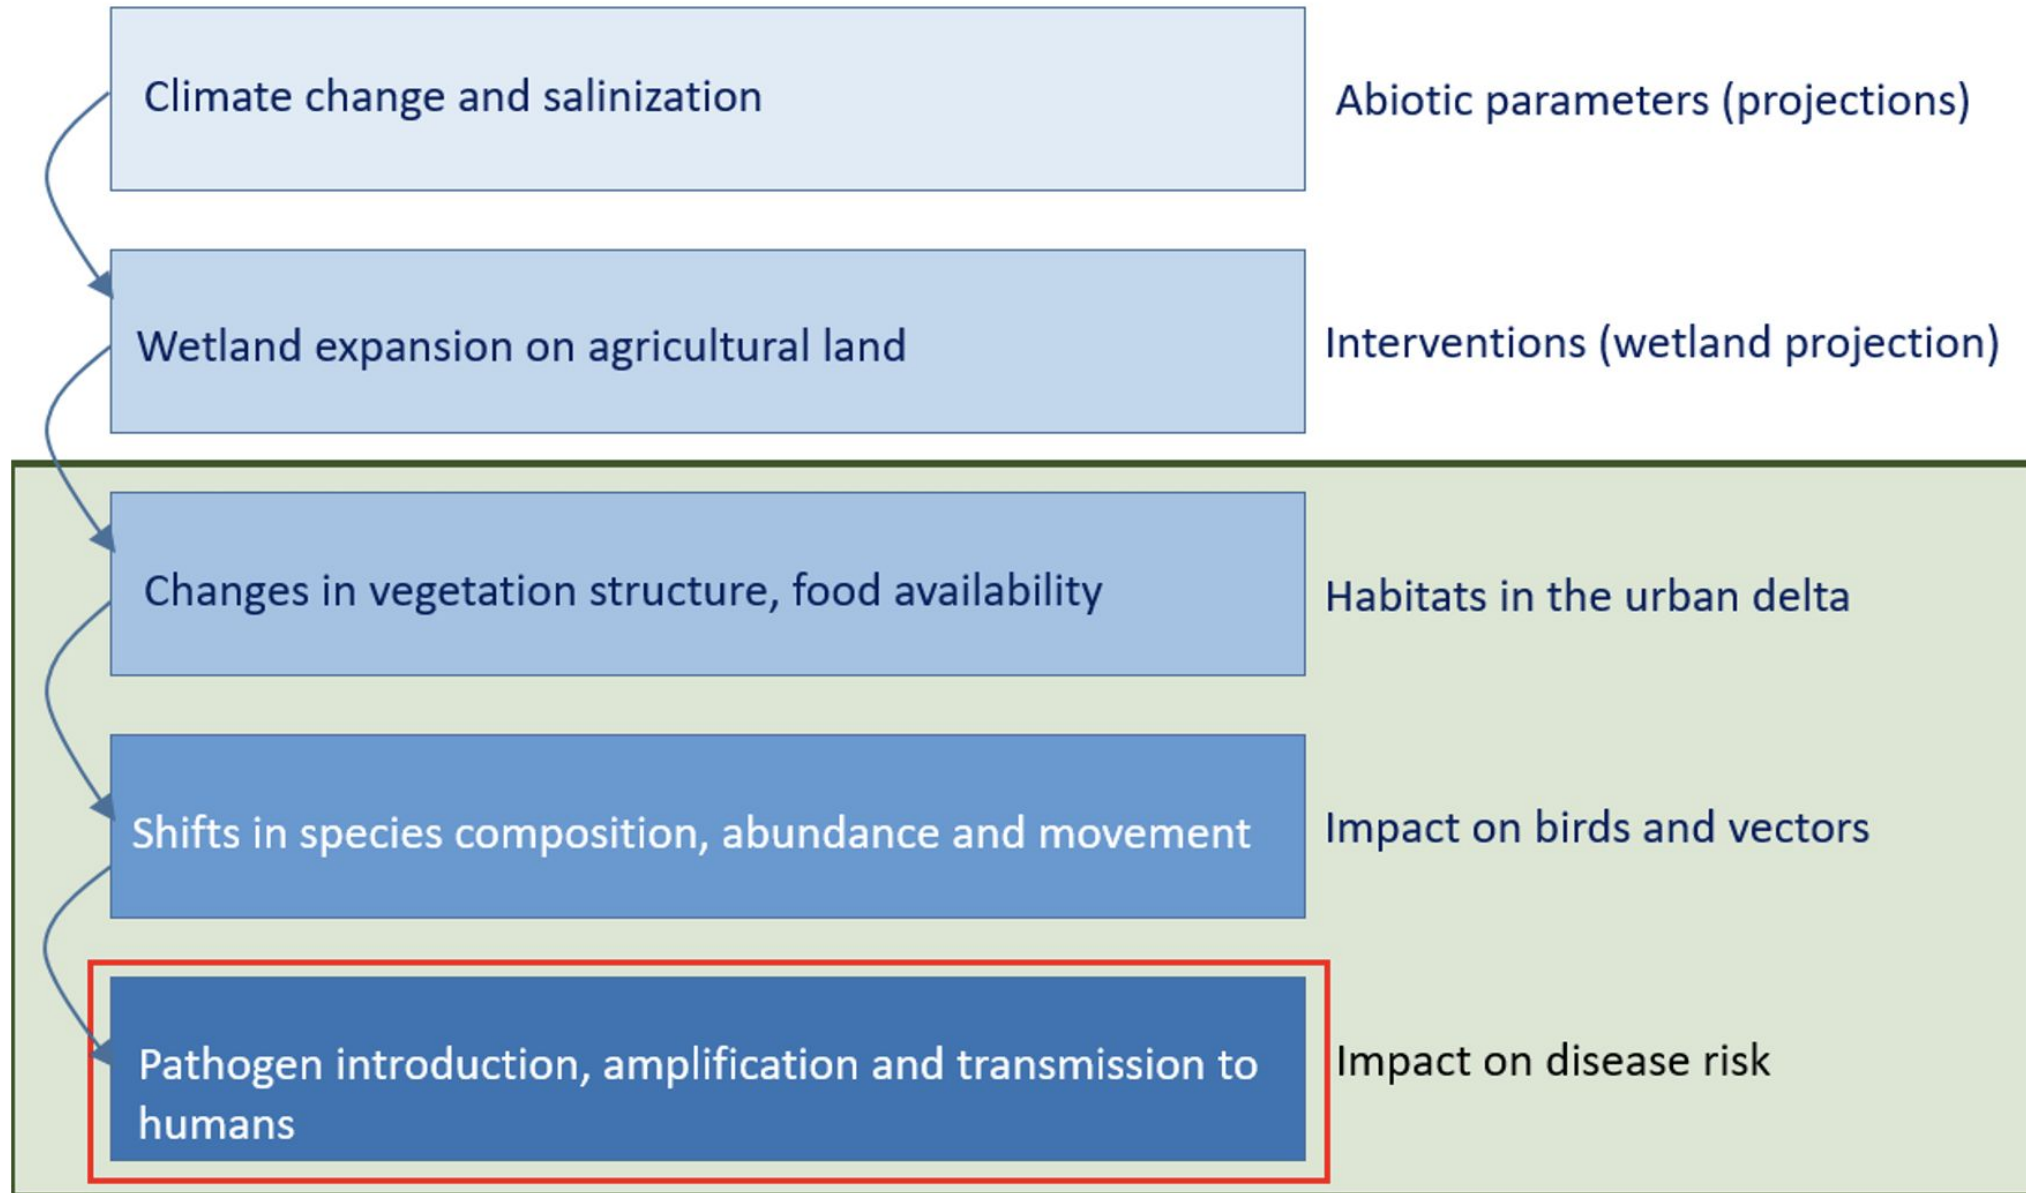 Climate change and salinization
Abiotic parameters (projections)
Wetland expansion on agricultural land
Interventions (wetland projection)
Changes in vegetation structure, food availability
Habitats in the urban delta
Shifts in species composition, abundance and movement
Impact on birds and vectors
Pathogen introduction, amplification and transmission to
humans
Impact on disease risk